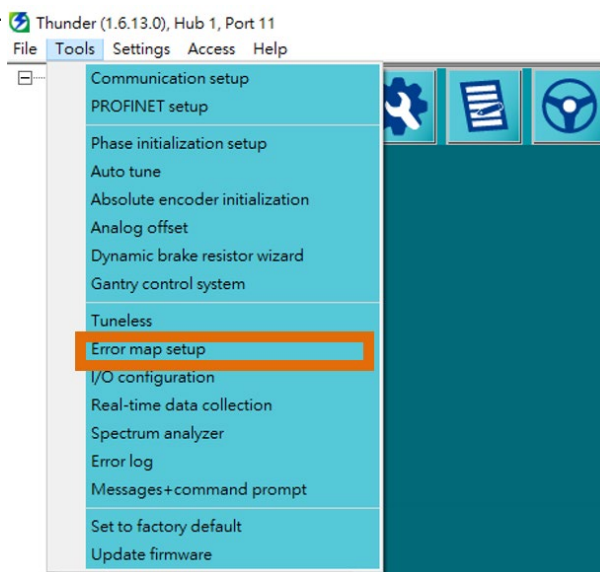 Thunder (1.6.13.0), Hub 1, Port 11
File Tools Settings Access Help
Communication setup
PROFINET setup
Phase initialization setup
Auto tune
Absolute encoder initialization
Analog offset
Dynamic brake resistor wizard
Gantry control system
Tuneless
Error map setup
I/O configuration
Real-time data collection
Spectrum analyzer
Error log
Messages+command prompt
Set to factory default
Update firmware